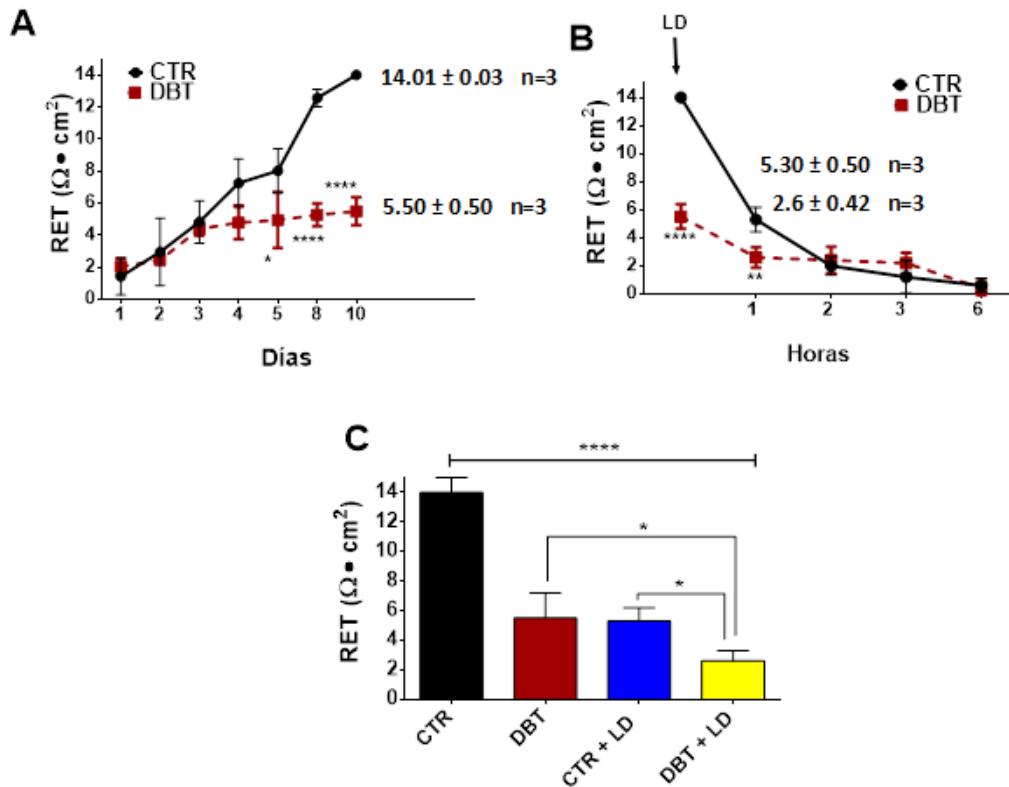 A
CTR
DBT
14.01 ± 0.03 n=3
5.50 ± 0.50 n=3
****
****
*
RET (Ω• cm²)
14
12
10
8
6
4
2
0
1 2 3 4 5 8 10
Días
B
LD
CTR
DBT
5.30 ± 0.50 n=3
2.6 ± 0.42 n=3
****
**
RET (Ω• cm²)
14
12
10
8
6
4
2
0
1 2 3 6
Horas
C
****
*
*
RET (Ω• cm²)
14
12
10
8
6
4
2
0
CTR
DBT
CTR + LD
DBT + LD